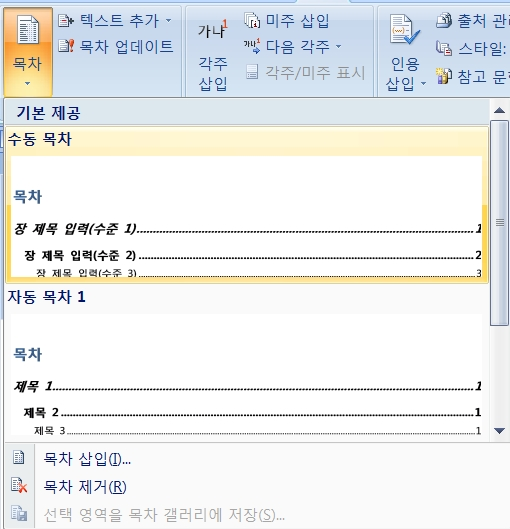 텍스트 추가
목차 업데이트
목차
가나1
각주
삽입
미주 삽입
가나1
다음 각주
각주/미주 표시
인용
삽입
출처 관
스타일:
참고 문
기본 제공
수동 목차
목차
장 제목 입력(수준 1) 1
장 제목 입력(수준 2) 2
장 제목 입력(수준 3) 3
자동 목차 1
목차
제목 1 1
제목 2 1
제목 3 1
목차 삽입(I)...
목차 제거(R)
선택 영역을 목차 갤러리에 저장(S)...